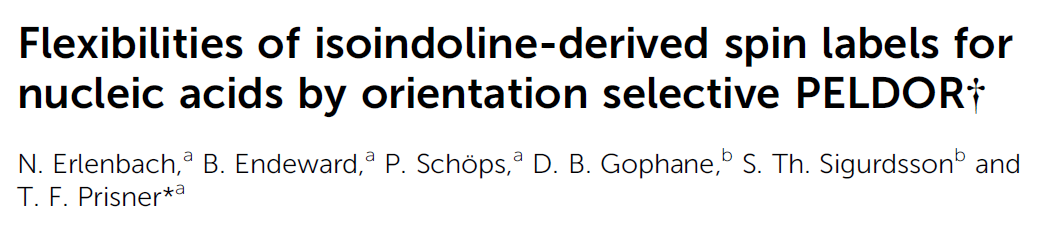 Flexibilities of isoindoline-derived spin labels for
nucleic acids by orientation selective PELDOR†
N. Erlenbach,ᵃ B. Endeward,ᵃ P. Schöps,ᵃ D. B. Gophane,ᵇ S. Th. Sigurdssonᵇ and
T. F. Prisner*ᵃ